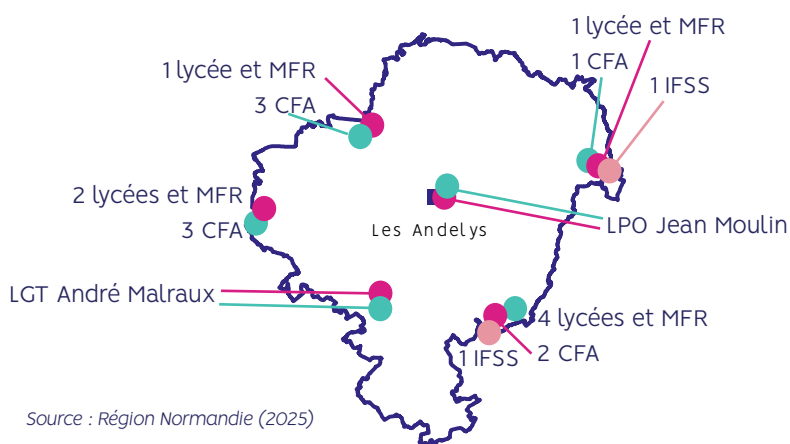 1 lycée et MFR
1 CFA
1 IFSS
1 lycée et MFR
3 CFA
2 lycées et MFR
3 CFA
Les Andelys
LPO Jean Moulin
LGT André Malraux
4 lycées et MFR
1 IFSS
2 CFA
Source : Région Normandie (2025)